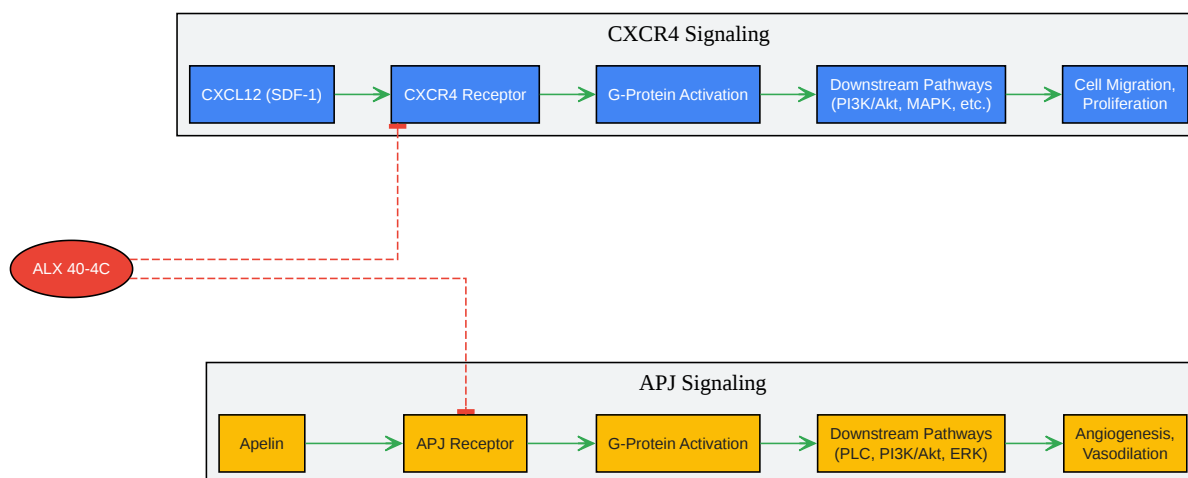 CXCR4 Signaling
CXCL12 (SDF-1)
CXCR4 Receptor
G-Protein Activation
Downstream Pathways
(PI3K/Akt, MAPK, etc.)
Cell Migration,
Proliferation
ALX 40-4C
APJ Signaling
Apelin
APJ Receptor
G-Protein Activation
Downstream Pathways
(PLC, PI3K/Akt, ERK)
Angiogenesis,
Vasodilation